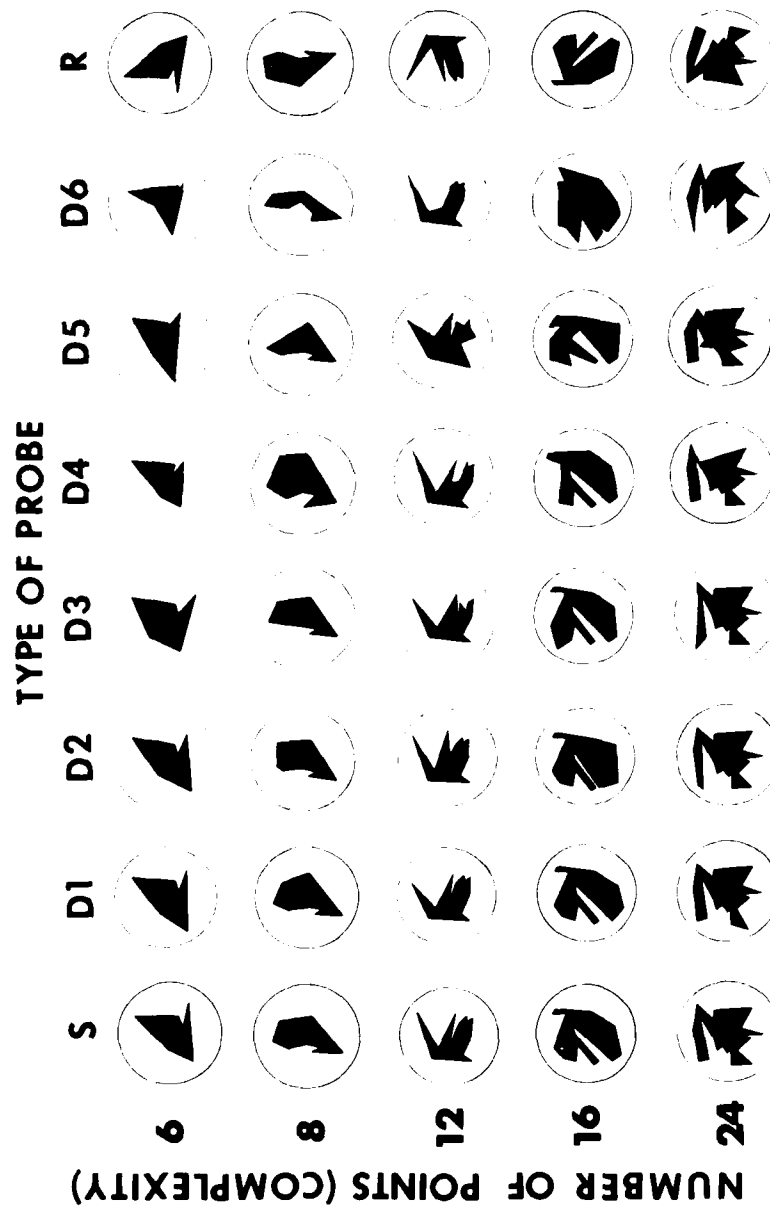 TYPE OF PROBE
S D1 D2 D3 D4 D5 D6 R
NUMBER OF POINTS (COMPLEXITY)
6
8
12
16
24